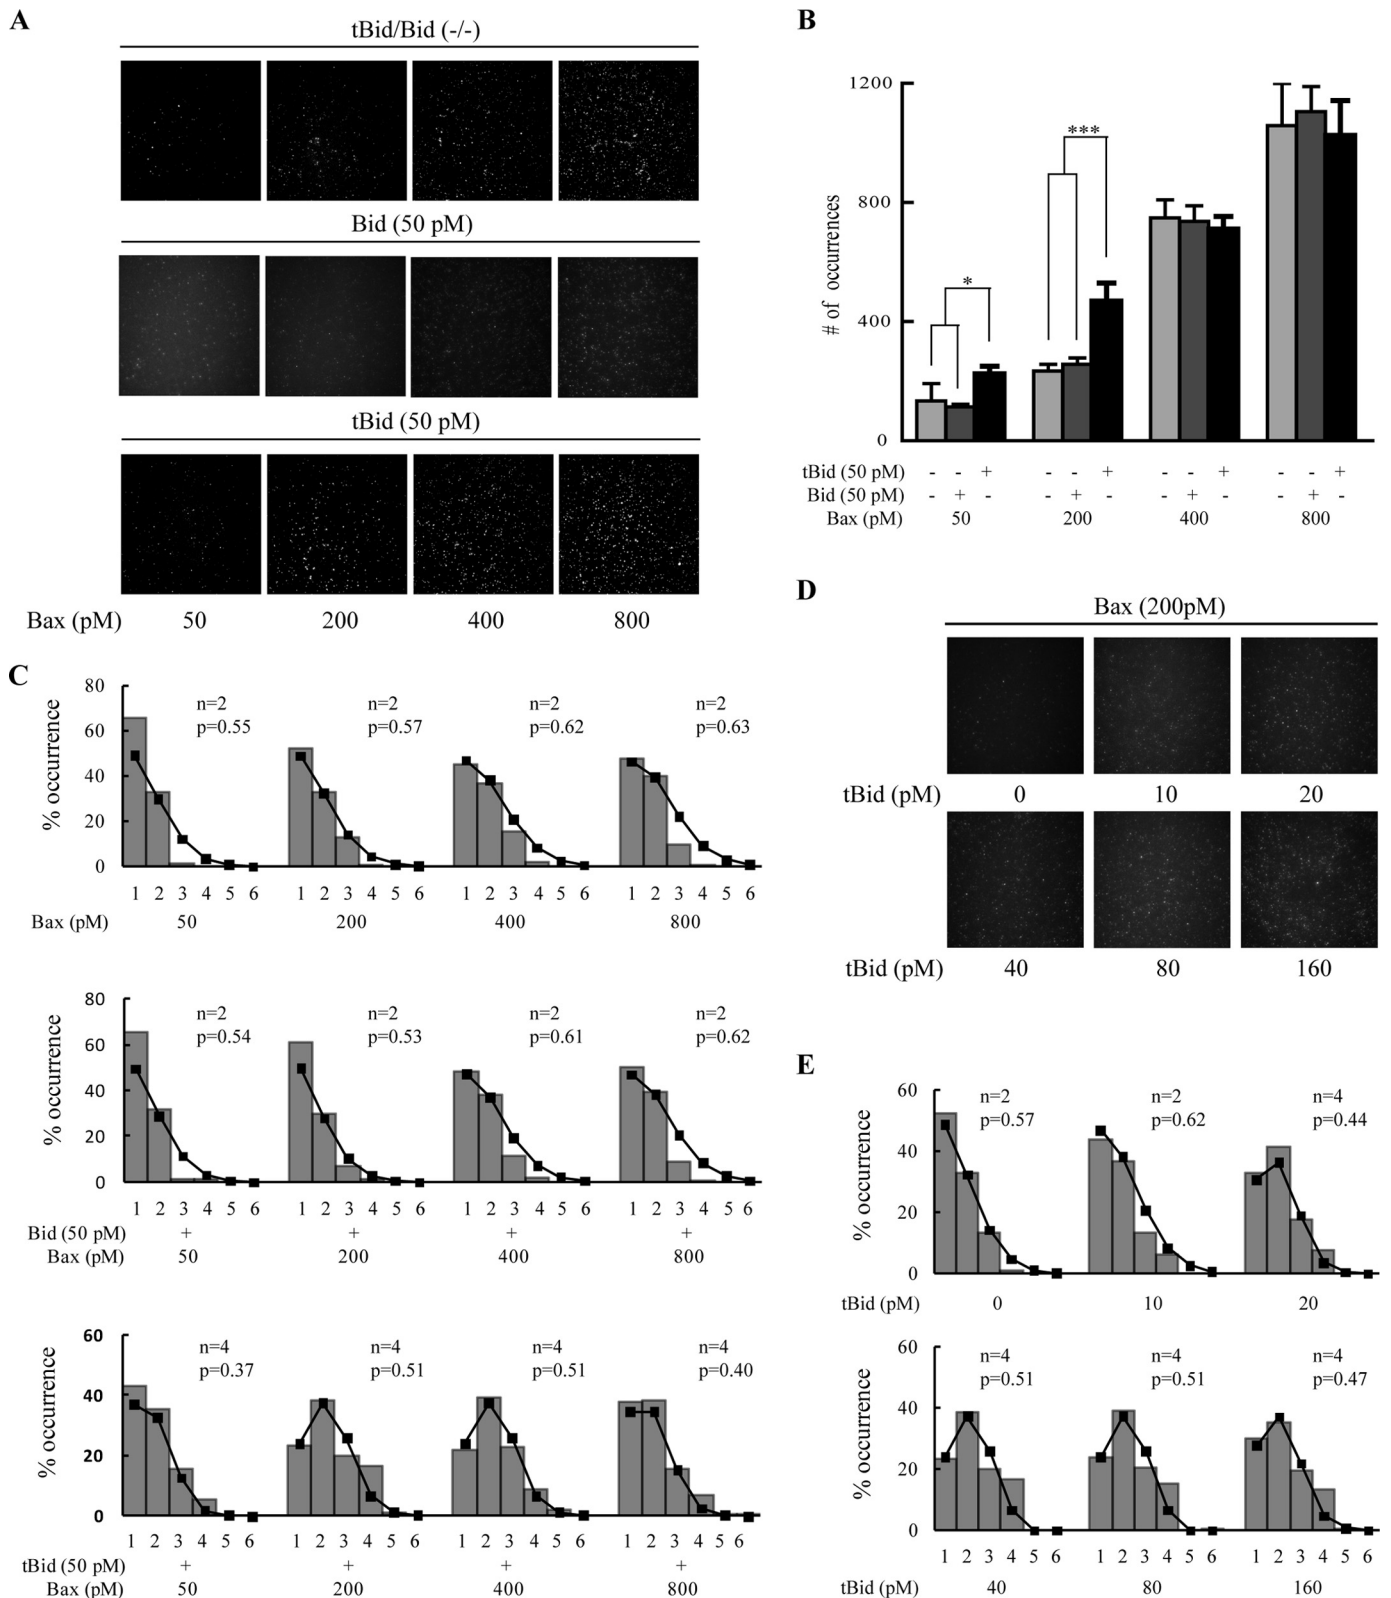 A
tBid/Bid (-/-)
Bid (50 pM)
tBid (50 pM)
Bax (pM) 50 200 400 800
B
# of occurrences
1200
800
400
0
*
***
tBid (50 pM) - - + - - + - - + - - +
Bid (50 pM) - + - - + - - + - - + -
Bax (pM) 50 200 400 800
C
% occurrence
80
60
40
20
0
n=2 n=2 n=2 n=2
p=0.55 p=0.57 p=0.62 p=0.63
1 2 3 4 5 6 1 2 3 4 5 6 1 2 3 4 5 6 1 2 3 4 5 6
Bax (pM) 50 200 400 800
% occurrence
80
60
40
20
0
n=2 n=2 n=2 n=2
p=0.54 p=0.53 p=0.61 p=0.62
1 2 3 4 5 6 1 2 3 4 5 6 1 2 3 4 5 6 1 2 3 4 5 6
Bid (50 pM) + + + +
Bax (pM) 50 200 400 800
% occurrence
60
40
20
0
n=4 n=4 n=4 n=4
p=0.37 p=0.51 p=0.51 p=0.40
1 2 3 4 5 6 1 2 3 4 5 6 1 2 3 4 5 6 1 2 3 4 5 6
tBid (50 pM) + + + +
Bax (pM) 50 200 400 800
D
Bax (200pM)
tBid (pM) 0 10 20
tBid (pM) 40 80 160
E
% occurrence
60
40
20
0
n=2 n=2 n=4
p=0.57 p=0.62 p=0.44
tBid (pM) 0 10 20
% occurrence
60
40
20
0
n=4 n=4 n=4
p=0.51 p=0.51 p=0.47
1 2 3 4 5 6 1 2 3 4 5 6 1 2 3 4 5 6
tBid (pM) 40 80 160